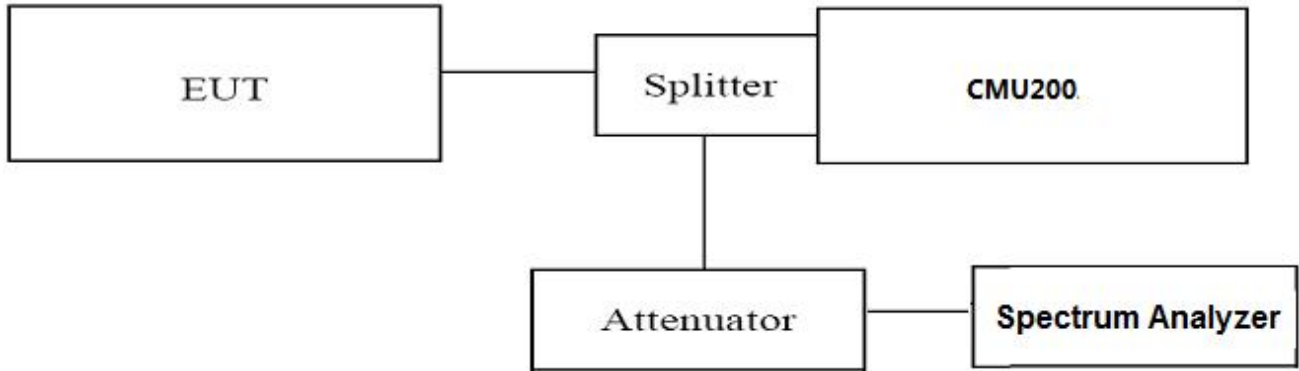 EUT
Splitter
CMU200.
Attenuator
Spectrum Analyzer